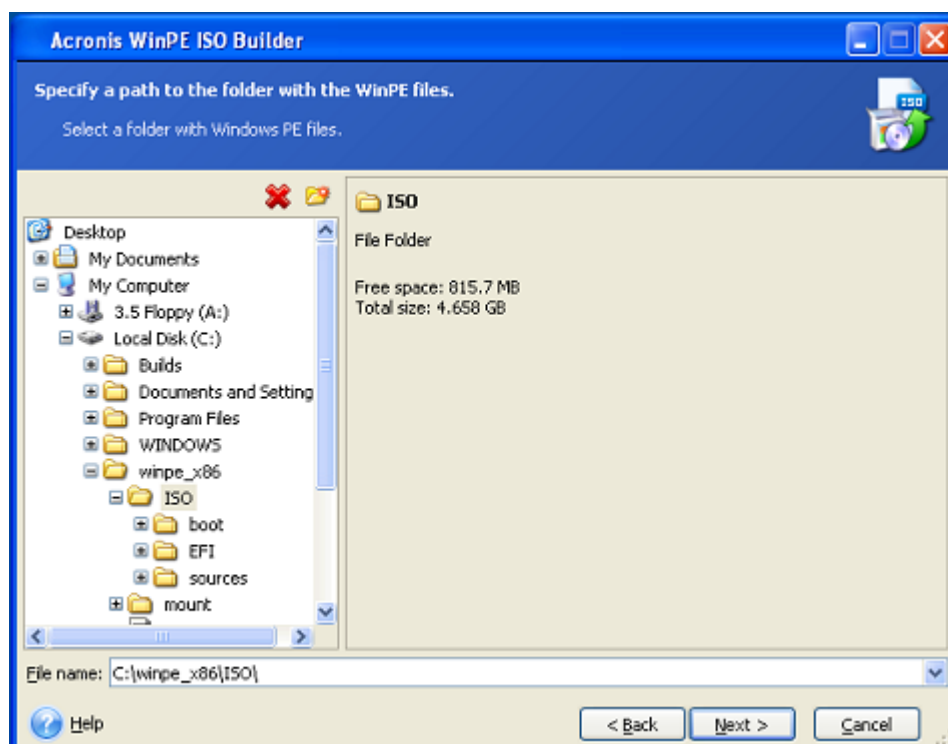 Acronis WinPE ISO Builder
Specify a path to the folder with the WinPE files.
Select a folder with Windows PE files.
ISO
Desktop
My Documents
My Computer
3.5 Floppy (A:)
Local Disk (C:)
Builds
Documents and Setting
Program Files
WINDOWS
winpe_x86
ISO
boot
EFI
sources
mount
ISO
File Folder
Free space: 815.7 MB
Total size: 4.658 GB
File name: C:\winpe_x86\ISO\
Help
< Back
Next >
Cancel